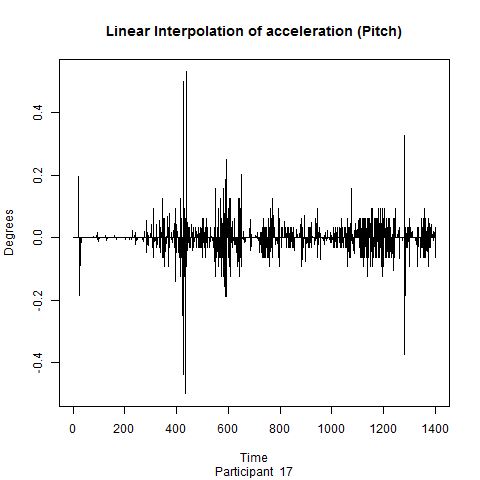 Linear Interpolation of acceleration (Pitch)
Degrees
0.4
0.2
0.0
-0.2
-0.4
0 200 400 600 800 1000 1200 1400
Time
Participant 17